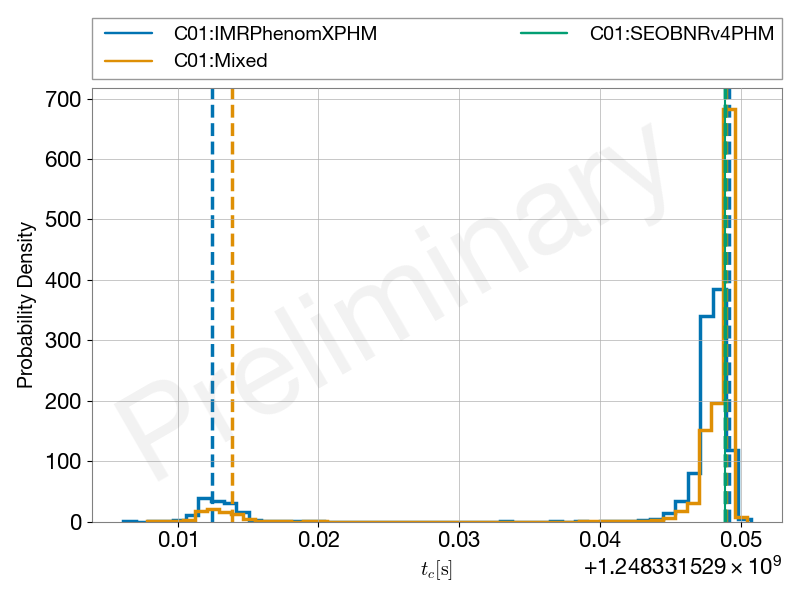 C01:IMRPhenomXPHM
C01:Mixed
C01:SEOBNRv4PHM
Preliminary
Probability Density
700
600
500
400
300
200
100
0
0.01 0.02 0.03 0.04 0.05
t_c[s]
+1.248331529 × 10⁹